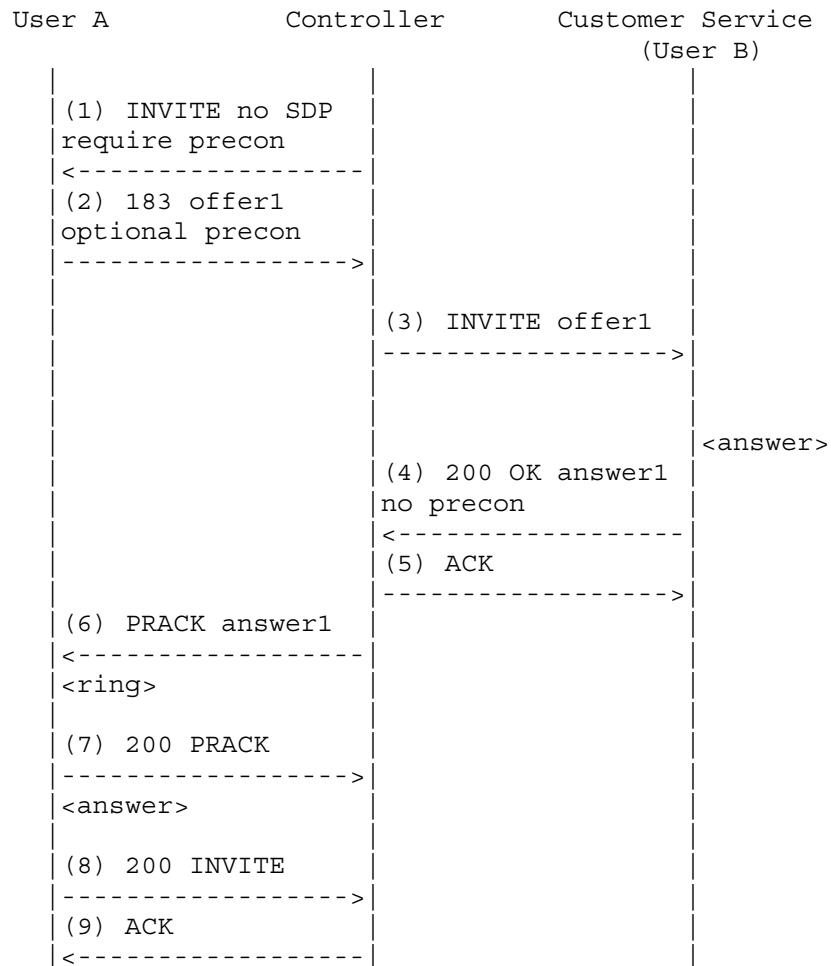 User A Controller Customer Service
(User B)
(1) INVITE no SDP
require precon
(2) 183 offer1
optional precon
(3) INVITE offer1
<answer>
(4) 200 OK answer1
no precon
(5) ACK
(6) PRACK answer1
<ring>
(7) 200 PRACK
<answer>
(8) 200 INVITE
(9) ACK